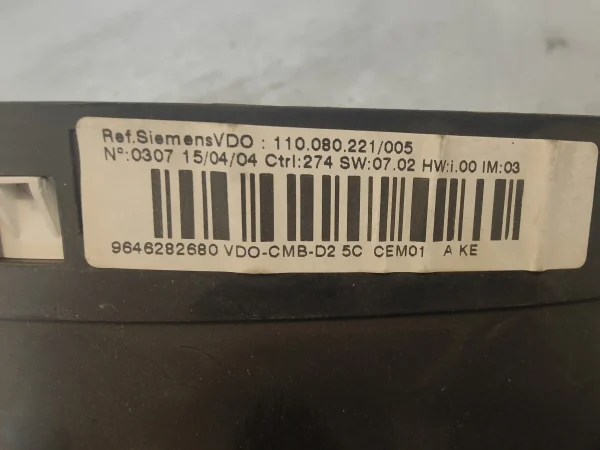 Ref.SiemensVDO : 110.080.221/005
Nº:0307 15/04/04 Ctrl:274 SW:07.02 HW:i.00 IM:03
9646282680 VDO-CMB-D2 5C CEM01 A KE